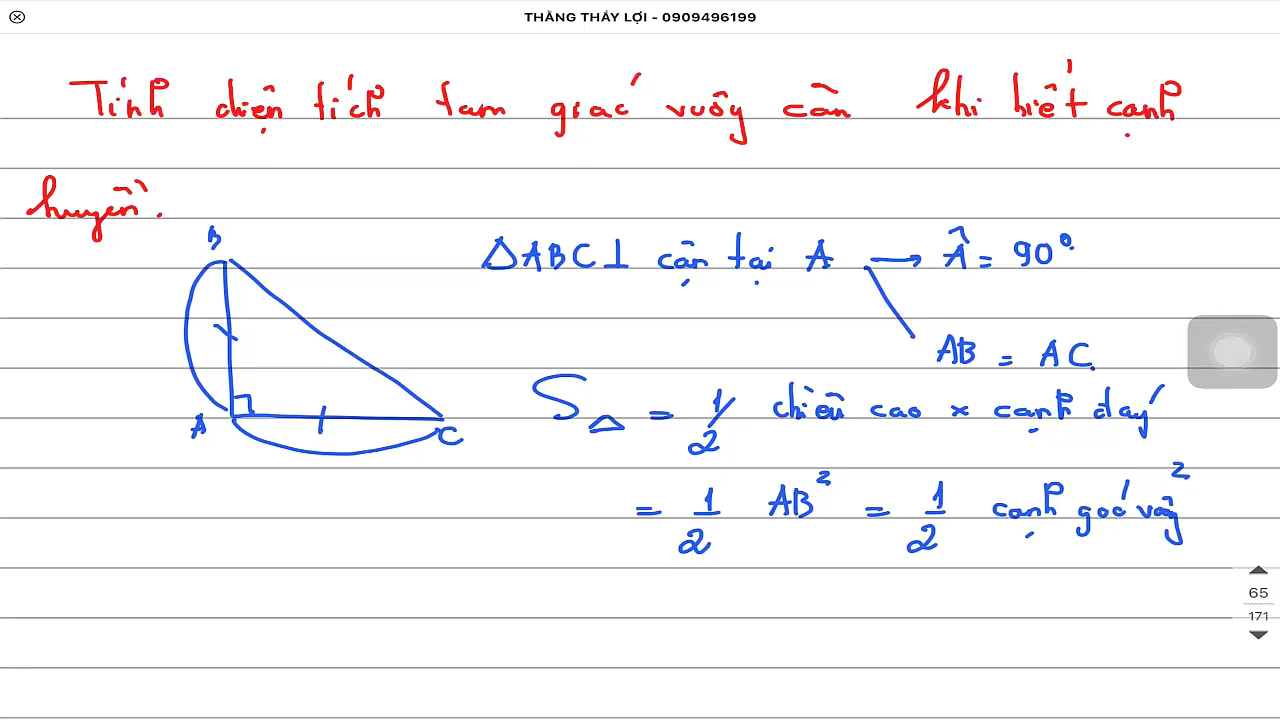 THẦNG THẦY LỢI - 0909496199
Tính diện tích tam giác vuông cân khi biết cạnh
huyền.
B
A
C
ΔABC ⊥ cân tại A → Â = 90°
AB = AC.
S△ = 1/2 chiều cao × cạnh đáy
= 1/2 AB² = 1/2 cạnh góc vuông²
65
171